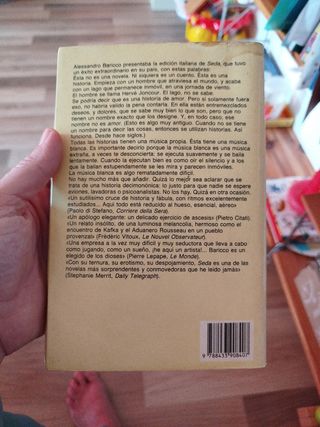 Alessandro Baricco presentaba la edición italiana de Seda, que tuvo
un éxito extraordinario en su país, con estas palabras:
Ésta no es una novela. Ni siquiera es un cuento. Ésta es una
historia. Empieza con un hombre que atraviesa el mundo, y acaba
con un lago que permanece inmóvil, en una jornada de viento.
El hombre se llama Hervé Joncour. El lago, no se sabe.
Se podría decir que es una historia de amor. Pero si solamente fuera
eso, no habría valido la pena contarla. En ella están entremezclados
deseos, y dolores, que se sabe muy bien lo que son, pero que no
tienen un nombre exacto que los designe. Y, en todo caso, ese
nombre no es amor. (Esto es algo muy antiguo. Cuando no se tiene
un nombre para decir las cosas, entonces se utilizan historias. Así
funciona. Desde hace siglos.)
Todas las historias tienen una música propia. Ésta tiene una música
blanca. Es importante decirlo porque la música blanca es una música
extraña, a veces te desconcierta: se ejecuta suavemente y se baila
lentamente. Cuando la ejecutan bien es como oír el silencio y a los
que la bailan estupendamente se les mira y parecen inmóviles.
La música blanca es algo rematadamente difícil.
No hay mucho más que añadir. Quizá lo mejor sea aclarar que se
trata de una historia decimonónica: lo justo para que nadie se espere
aviones, lavadoras o psicoanalistas. No los hay. Quizá en otra ocasión.
«Un sutilísimo cruce de historia y fábula, con ritmos excelentemente
estudiados... Aquí todo está reducido al hueso, esencial, aéreo»
(Paolo di Stefano, Corriere della Sera).
«Un apólogo elegante: un delicado ejercicio de ascesis» (Pietro Citati).
«Un relato insólito, de una luminosa melancolía, hermoso como el
encuentro de Kafka y el Aduanero Rousseau en un pueblo
provenzal» (Frédéric Vitoux, Le Nouvel Observateur).
«Una empresa a la vez muy difícil y muy seductora que lleva a cabo
como jugando, como un sueño, ¡he aquí un artista!... Baricco es un
elegido de los dioses» (Pierre Lepape, Le Monde).
«Con su ternura, su erotismo, su despojamiento, Seda es una de las
novelas más sorprendentes y conmovedoras que he leído jamás»
(Stephanie Merrit, Daily Telegraph).
9 788433 908407